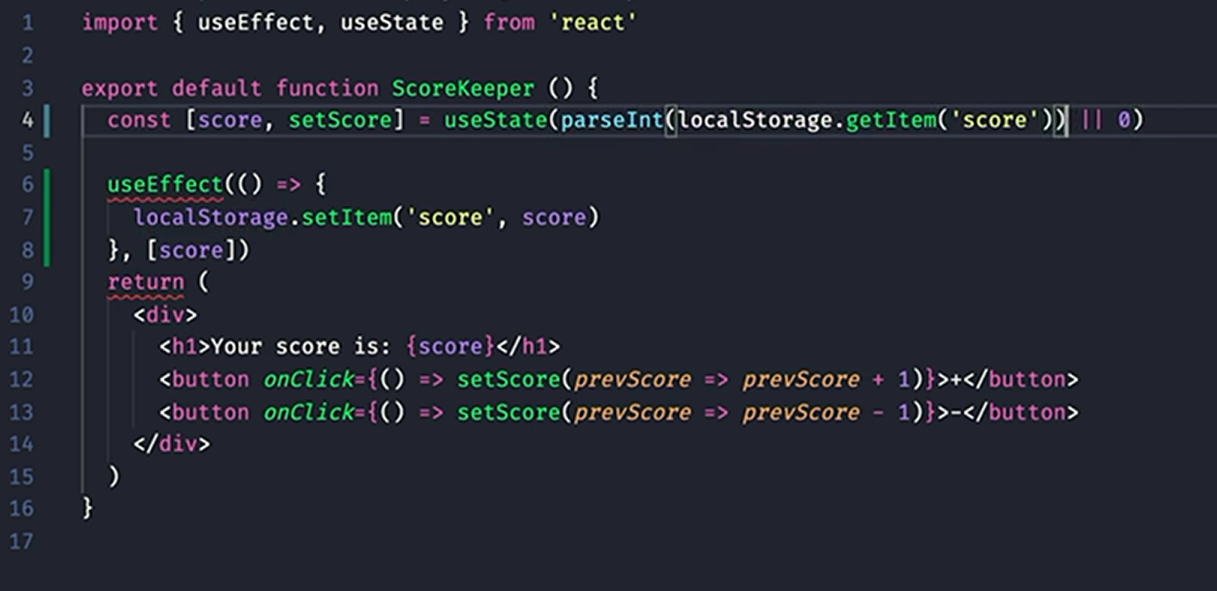 1 import { useEffect, useState } from 'react'
2
3 export default function ScoreKeeper () {
4 const [score, setScore] = useState(parseInt(localStorage.getItem('score')) || 0)
5
6 useEffect(() => {
7 localStorage.setItem('score', score)
8 }, [score])
9 return (
10 <div>
11 <h1>Your score is: {score}</h1>
12 <button onClick={() => setScore(prevScore => prevScore + 1)}>+</button>
13 <button onClick={() => setScore(prevScore => prevScore - 1)}>-</button>
14 </div>
15 )
16 }
17